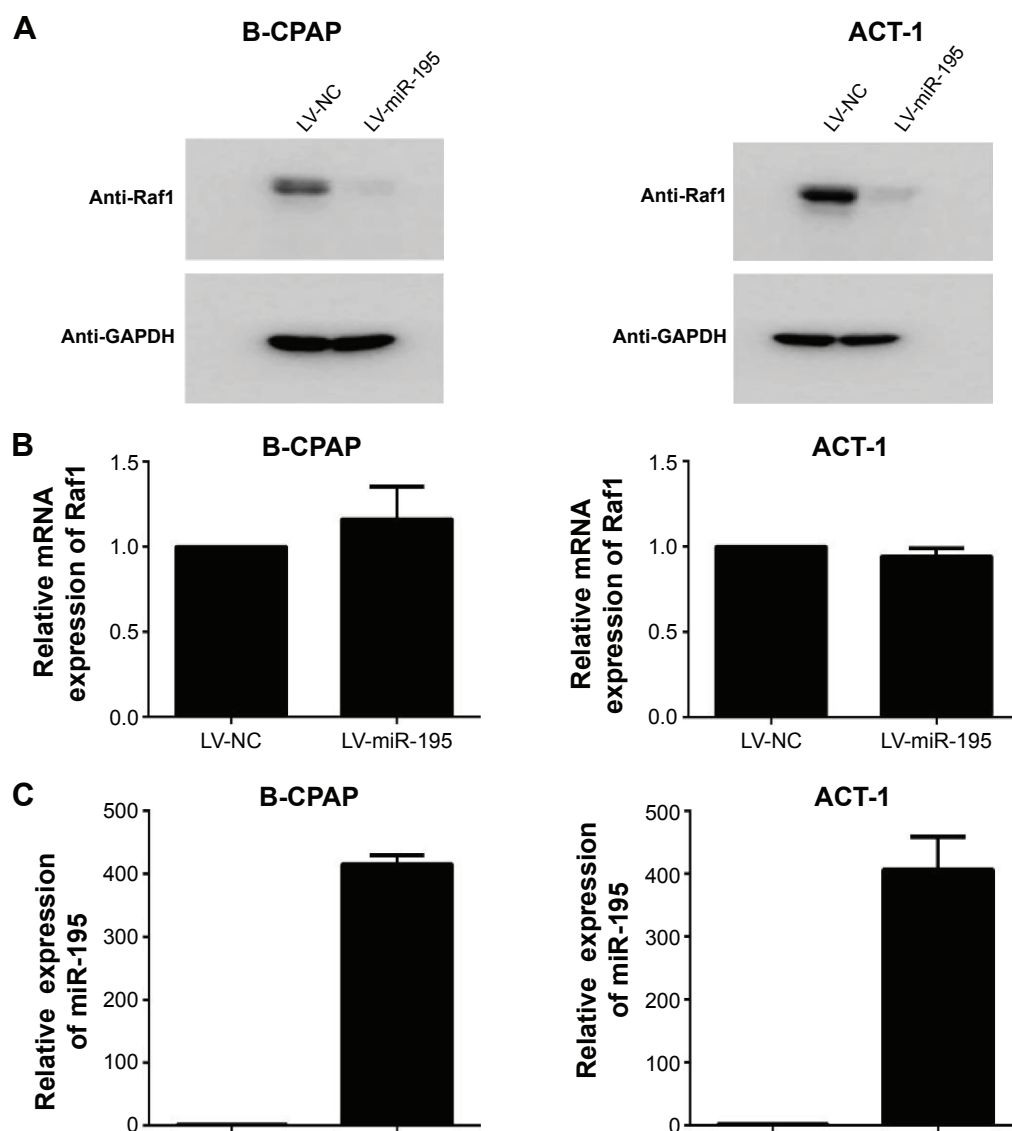 A
B-CPAP
ACT-1
LV-NC
LV-miR-195
LV-NC
LV-miR-195
Anti-Raf1
Anti-Raf1
Anti-GAPDH
Anti-GAPDH
B
B-CPAP
Relative mRNA
expression of Raf1
1.5
1.0
0.5
0.0
LV-NC
LV-miR-195
ACT-1
Relative mRNA
expression of Raf1
1.5
1.0
0.5
0.0
LV-NC
LV-miR-195
C
B-CPAP
Relative expression
of miR-195
500
400
300
200
100
0
ACT-1
Relative expression
of miR-195
500
400
300
200
100
0